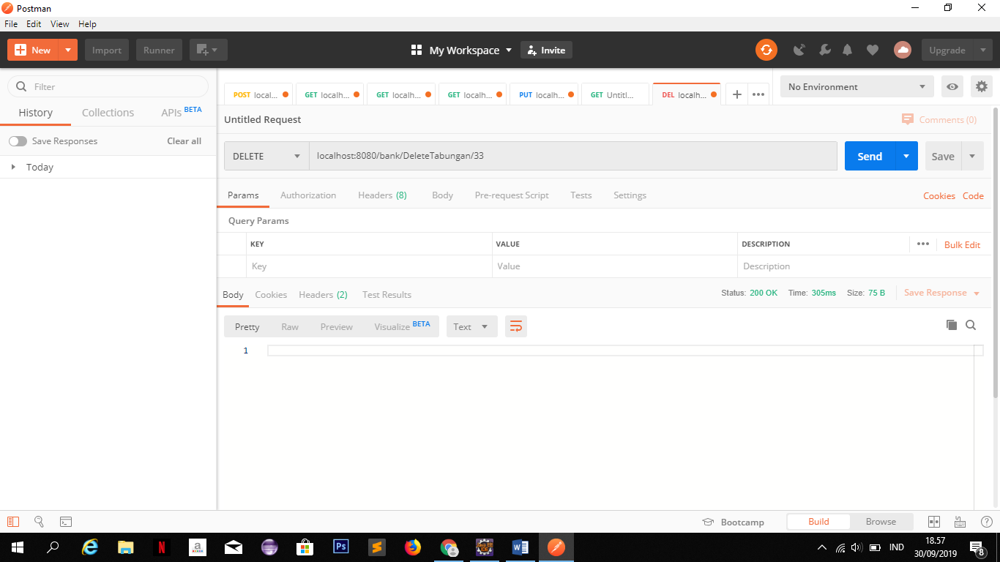 Postman
File Edit View Help
New Import Runner My Workspace Invite Upgrade
Filter
History Collections APIs BETA
Save Responses Clear all
Today
POST local... GET localh... GET localh... GET localh... PUT localh... GET Untitl... DEL localh... No Environment
Untitled Request Comments (0)
DELETE localhost:8080/bank/DeleteTabungan/33 Send Save
Params Authorization Headers (8) Body Pre-request Script Tests Settings Cookies Code
Query Params
KEY VALUE DESCRIPTION Bulk Edit
Key Value Description
Body Cookies Headers (2) Test Results Status: 200 OK Time: 305ms Size: 75 B Save Response
Pretty Raw Preview Visualize BETA Text
1
Bootcamp Build Browse
IND 18.57
30/09/2019 8